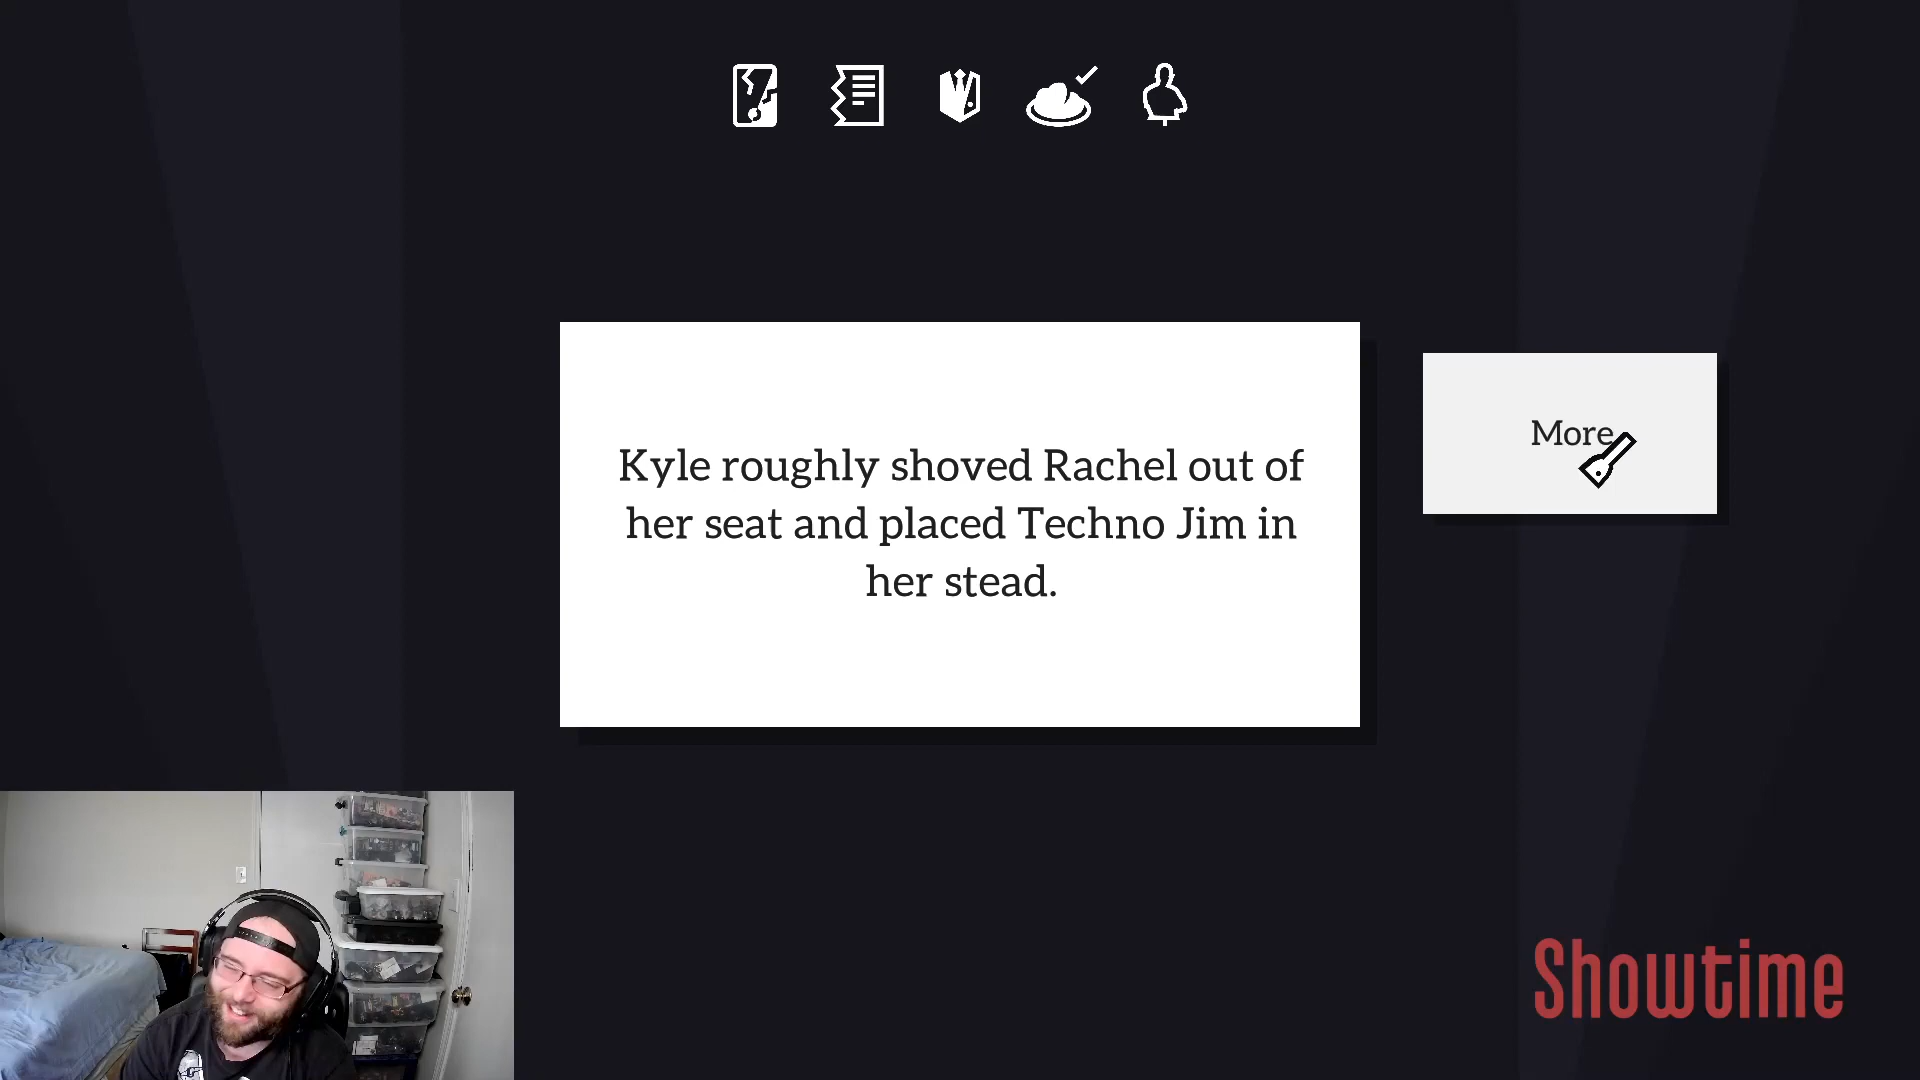 Kyle roughly shoved Rachel out of
her seat and placed Techno Jim in
her stead.
More
Showtime